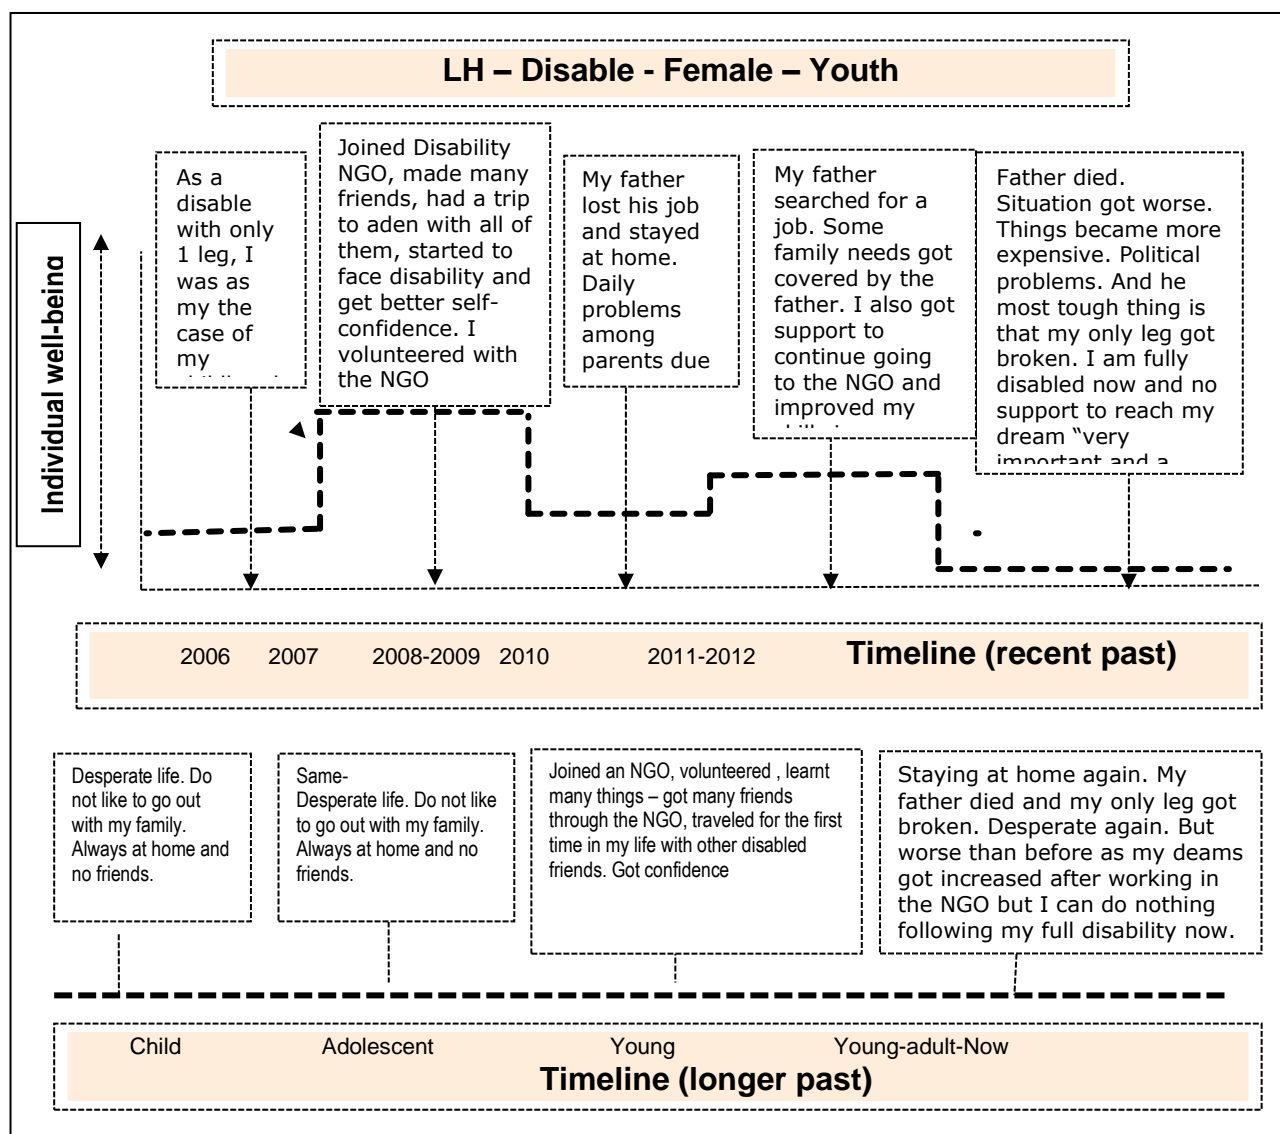 LH – Disable - Female – Youth
As a
disable
with only
1 leg, I
was as
my the
case of
my
Joined Disability
NGO, made many
friends, had a trip
to aden with all of
them, started to
face disability and
get better self-
confidence. I
volunteered with
the NGO
My father
lost his job
and stayed
at home.
Daily
problems
among
parents due
My father
searched for a
job. Some
family needs got
covered by the
father. I also got
support to
continue going
to the NGO and
improved my
Father died.
Situation got worse.
Things became more
expensive. Political
problems. And he
most tough thing is
that my only leg got
broken. I am fully
disabled now and no
support to reach my
dream “very
important and a
Individual well-being
2006 2007 2008-2009 2010 2011-2012 Timeline (recent past)
Desperate life. Do
not like to go out
with my family.
Always at home and
no friends.
Same-
Desperate life. Do not like
to go out with my family.
Always at home and no
friends.
Joined an NGO, volunteered , learnt
many things – got many friends
through the NGO, traveled for the first
time in my life with other disabled
friends. Got confidence
Staying at home again. My
father died and my only leg got
broken. Desperate again. But
worse than before as my deams
got increased after working in
the NGO but I can do nothing
following my full disability now.
Child Adolescent Young Young-adult-Now
Timeline (longer past)